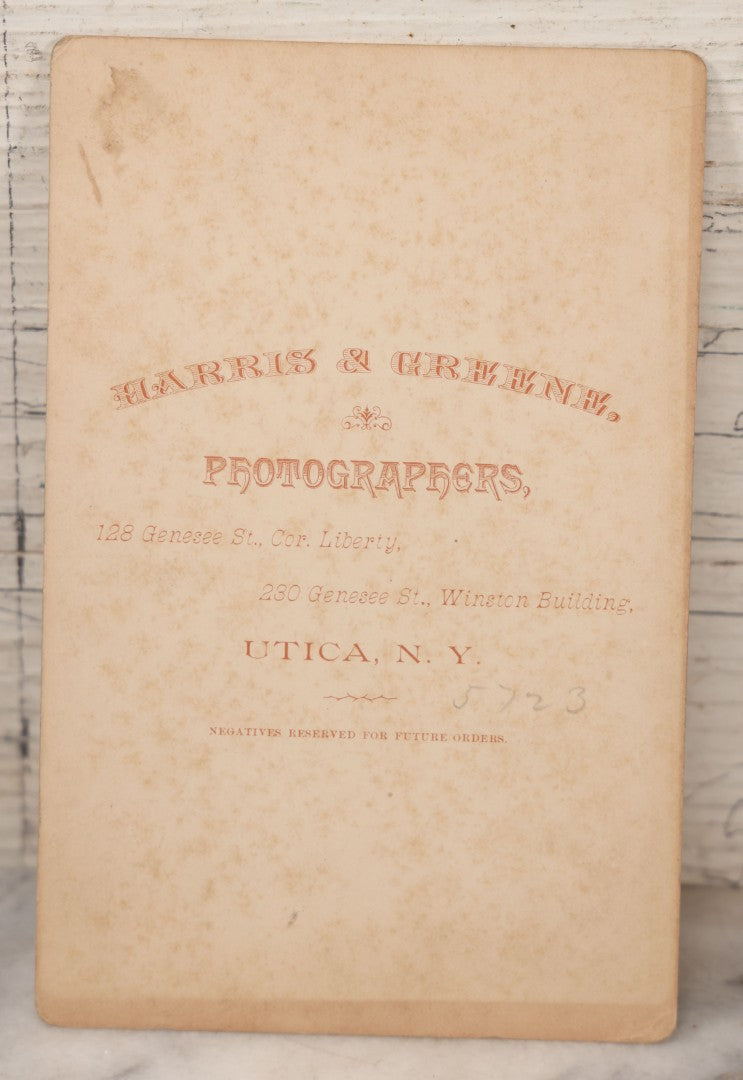 HARRIS & GREENE,
PHOTOGRAPHERS,
128 Genesee St., Cor. Liberty,
230 Genesee St., Winston Building,
UTICA, N. Y.
5723
NEGATIVES RESERVED FOR FUTURE ORDERS.